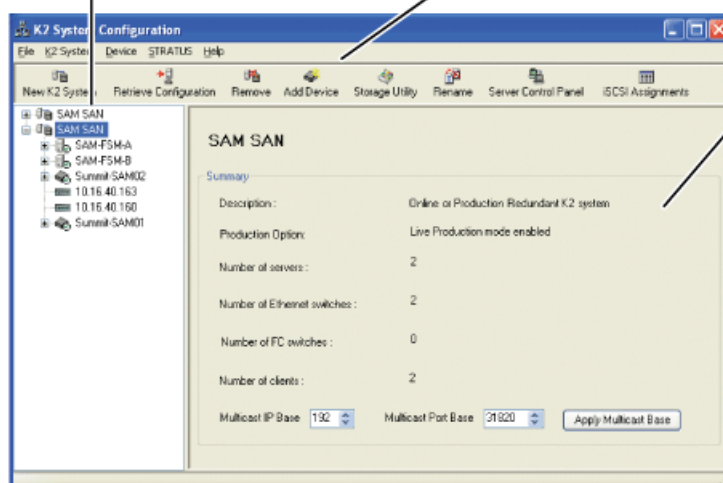 K2 System Configuration
File K2 System Device STRATUS Help
New K2 System Retrieve Configuration Remove Add Device Storage Utility Rename Server Control Panel iSCSI Assignments
SAM SAN
SAM SAN
SAM-FSM-A
SAM-FSM-B
Summit-SAM02
10.16.40.163
10.16.40.160
Summit-SAM01
SAM SAN
Summary
Description : Online or Production Redundant K2 system
Production Option: Live Production mode enabled
Number of servers : 2
Number of Ethernet switches : 2
Number of FC switches : 0
Number of clients : 2
Multicast IP Base 192 Multicast Port Base 31820 Apply Multicast Base